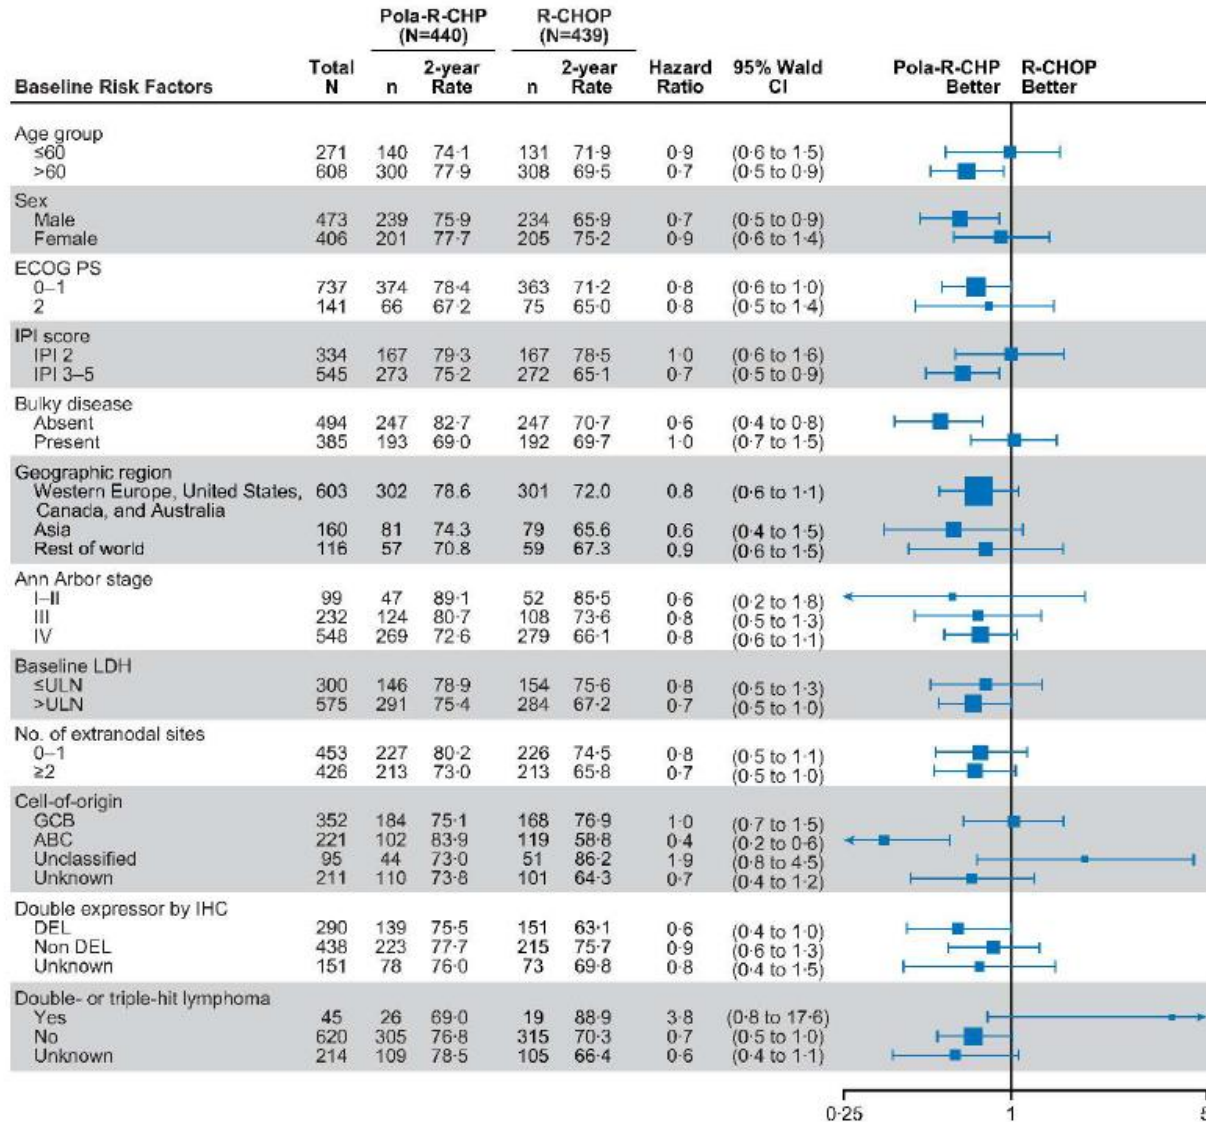 Pola-R-CHP (N=440) R-CHOP (N=439)
Baseline Risk Factors Total N n 2-year Rate n 2-year Rate Hazard Ratio 95% Wald CI Pola-R-CHP Better R-CHOP Better
Age group
≤60 271 140 74·1 131 71·9 0·9 (0·6 to 1·5)
>60 608 300 77·9 308 69·5 0·7 (0·5 to 0·9)
Sex
Male 473 239 75·9 234 65·9 0·7 (0·5 to 0·9)
Female 406 201 77·7 205 75·2 0·9 (0·6 to 1·4)
ECOG PS
0–1 737 374 78·4 363 71·2 0·8 (0·6 to 1·0)
2 141 66 67·2 75 65·0 0·8 (0·5 to 1·4)
IPI score
IPI 2 334 167 79·3 167 78·5 1·0 (0·6 to 1·6)
IPI 3–5 545 273 75·2 272 65·1 0·7 (0·5 to 0·9)
Bulky disease
Absent 494 247 82·7 247 70·7 0·6 (0·4 to 0·8)
Present 385 193 69·0 192 69·7 1·0 (0·7 to 1·5)
Geographic region
Western Europe, United States, 603 302 78·6 301 72·0 0·8 (0·6 to 1·1)
Canada, and Australia
Asia 160 81 74·3 79 65·6 0·6 (0·4 to 1·5)
Rest of world 116 57 70·8 59 67·3 0·9 (0·6 to 1·5)
Ann Arbor stage
I–II 99 47 89·1 52 85·5 0·6 (0·2 to 1·8)
III 232 124 80·7 108 73·6 0·8 (0·5 to 1·3)
IV 548 269 72·6 279 66·1 0·8 (0·6 to 1·1)
Baseline LDH
≤ULN 300 146 78·9 154 75·6 0·8 (0·5 to 1·3)
>ULN 575 291 75·4 284 67·2 0·7 (0·5 to 1·0)
No. of extranodal sites
0–1 453 227 80·2 226 74·5 0·8 (0·5 to 1·1)
≥2 426 213 73·0 213 65·8 0·7 (0·5 to 1·0)
Cell-of-origin
GCB 352 184 75·1 168 76·9 1·0 (0·7 to 1·5)
ABC 221 102 83·9 119 58·8 0·4 (0·2 to 0·6)
Unclassified 95 44 73·0 51 86·2 1·9 (0·8 to 4·5)
Unknown 211 110 73·8 101 64·3 0·7 (0·4 to 1·2)
Double expressor by IHC
DEL 290 139 75·5 151 63·1 0·6 (0·4 to 1·0)
Non DEL 438 223 77·7 215 75·7 0·9 (0·6 to 1·3)
Unknown 151 78 76·0 73 69·8 0·8 (0·4 to 1·5)
Double- or triple-hit lymphoma
Yes 45 26 69·0 19 88·9 3·8 (0·8 to 17·6)
No 620 305 76·8 315 70·3 0·7 (0·5 to 1·0)
Unknown 214 109 78·5 105 66·4 0·6 (0·4 to 1·1)
0·25 1 5